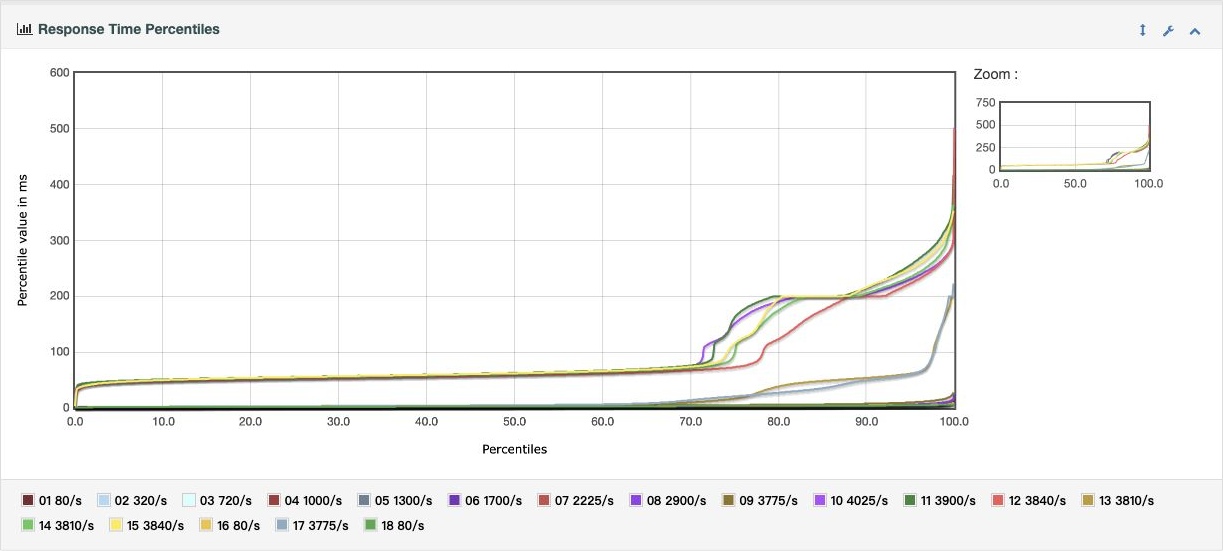 Response Time Percentiles
Zoom :
600
500
400
300
200
100
0
Percentile value in ms
0.0 10.0 20.0 30.0 40.0 50.0 60.0 70.0 80.0 90.0 100.0
Percentiles
750
500
250
0
0.0 50.0 100.0
01 80/s 02 320/s 03 720/s 04 1000/s 05 1300/s 06 1700/s 07 2225/s 08 2900/s 09 3775/s 10 4025/s 11 3900/s 12 3840/s 13 3810/s
14 3810/s 15 3840/s 16 80/s 17 3775/s 18 80/s